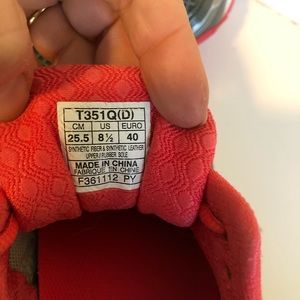 T351Q(D)
CM US EURO
25.5 8½ 40
SYNTHETIC FIBER & SYNTHETIC LEATHER
UPPER / RUBBER SOLE
MADE IN CHINA
FABRIQUE EN CHINE
F361112 PY